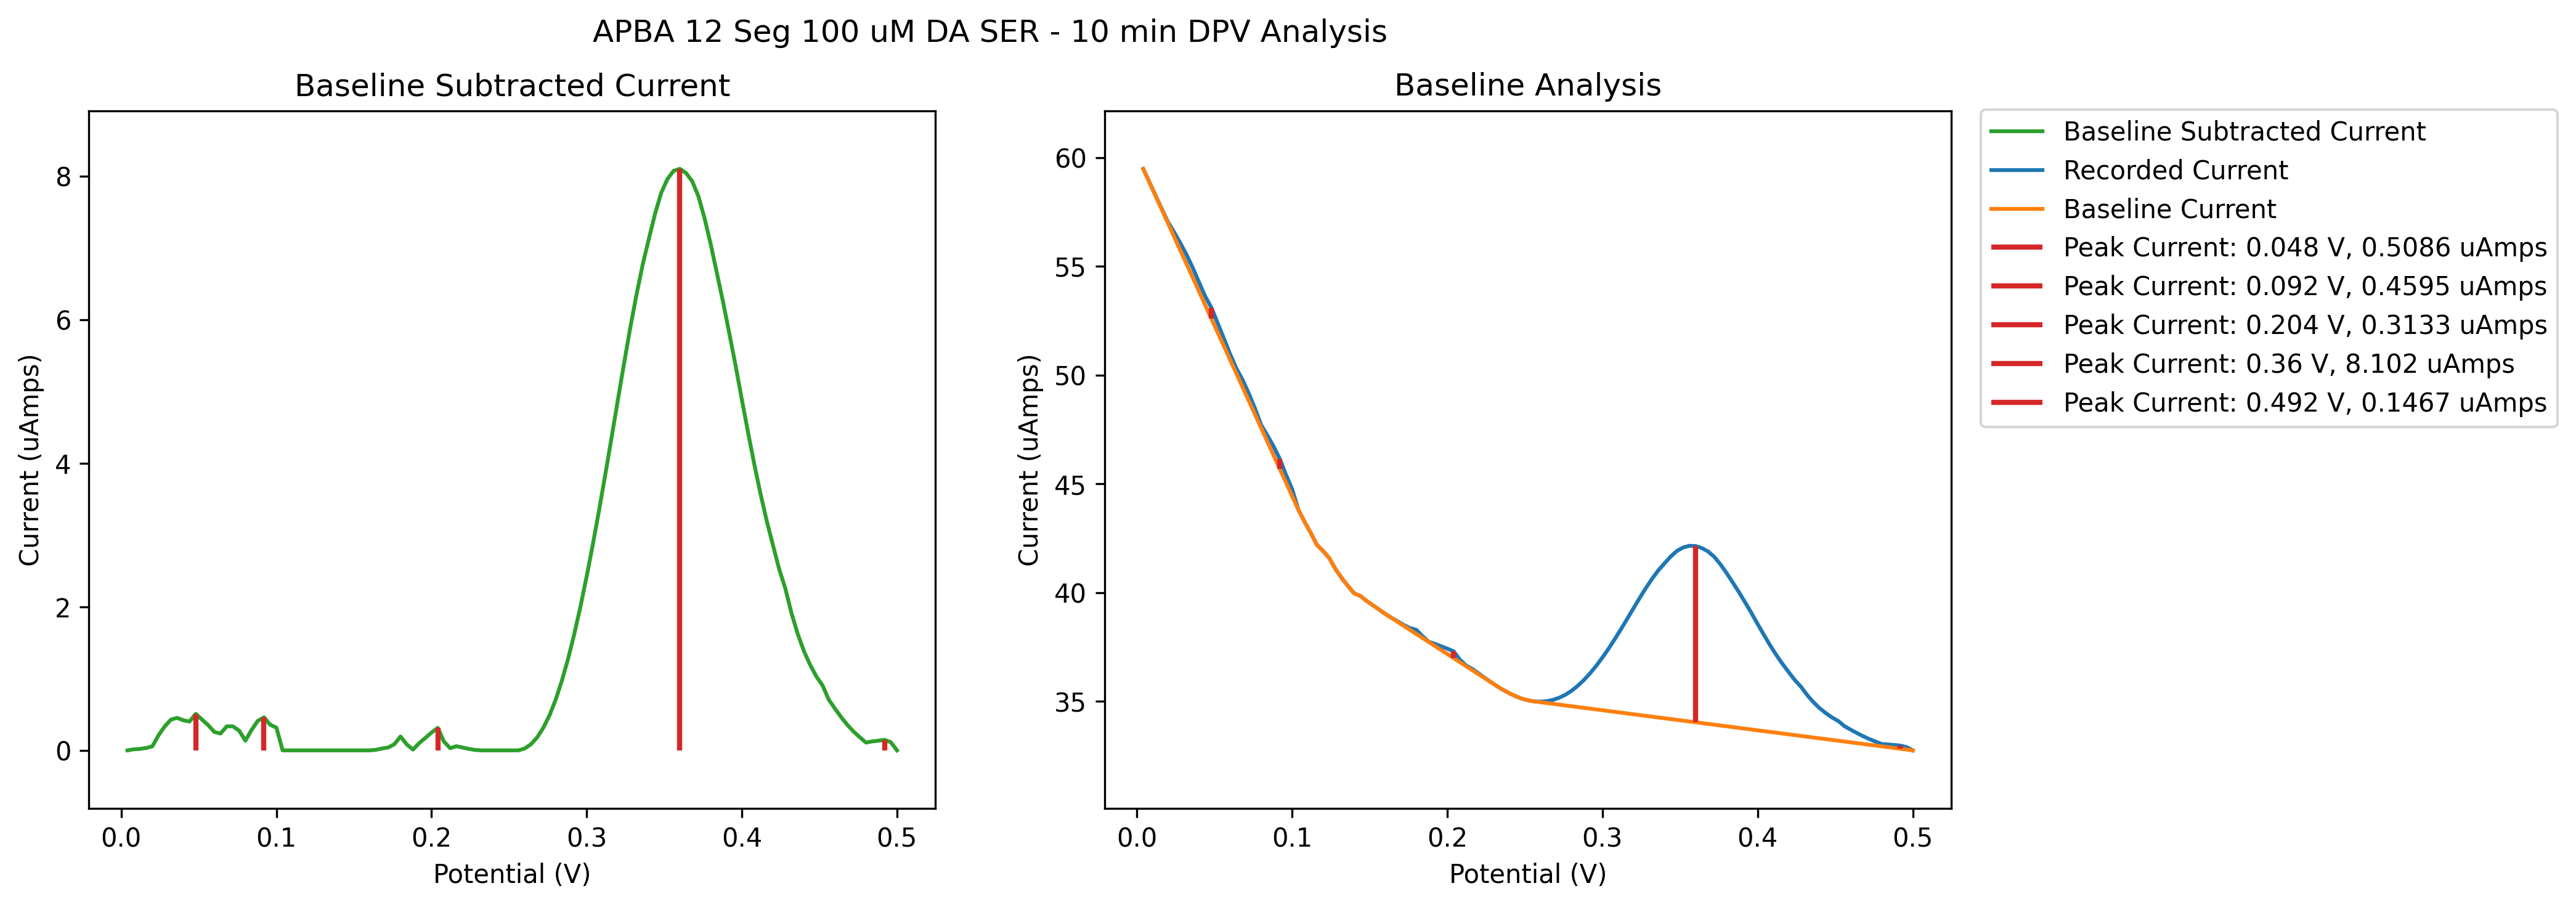 APBA 12 Seg 100 uM DA SER - 10 min DPV Analysis
Baseline Subtracted Current
Current (uAmps)
8
6
4
2
0
0.0 0.1 0.2 0.3 0.4 0.5
Potential (V)
Baseline Analysis
Current (uAmps)
60
55
50
45
40
35
0.0 0.1 0.2 0.3 0.4 0.5
Potential (V)
Baseline Subtracted Current
Recorded Current
Baseline Current
Peak Current: 0.048 V, 0.5086 uAmps
Peak Current: 0.092 V, 0.4595 uAmps
Peak Current: 0.204 V, 0.3133 uAmps
Peak Current: 0.36 V, 8.102 uAmps
Peak Current: 0.492 V, 0.1467 uAmps